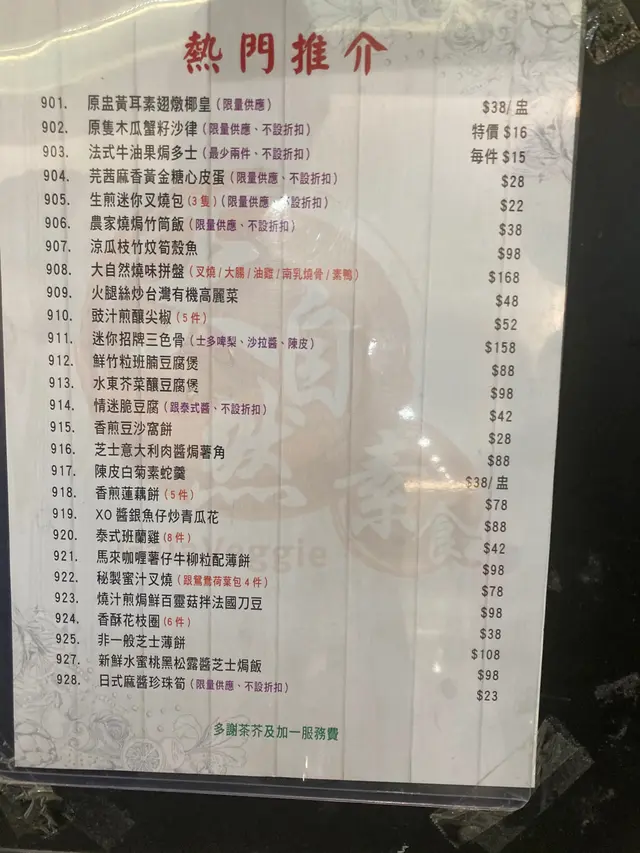 熱門推介
901. 原盅黃耳素翅燉椰皇(限量供應) $38/盅
902. 原隻木瓜蟹籽沙律(限量供應、不設折扣) 特價 $16
903. 法式牛油果焗多士(最少兩件、不設折扣) 每件 $15
904. 芫茜麻香黃金糖心皮蛋(限量供應、不設折扣) $28
905. 生煎迷你叉燒包(3 隻)(限量供應、不設折扣) $22
906. 農家燒焗竹筒飯(限量供應、不設折扣) $38
907. 涼瓜枝竹炆筍殼魚 $98
908. 大自然燒味拼盤(叉燒/大腸/油雞/南乳燒骨/素鴨) $168
909. 火腿絲炒台灣有機高麗菜 $48
910. 豉汁煎釀尖椒(5 件) $52
911. 迷你招牌三色骨(士多啤梨、沙拉醬、陳皮) $158
912. 鮮竹粒班腩豆腐煲 $88
913. 水東芥菜釀豆腐煲 $98
914. 情迷脆豆腐(跟泰式醬、不設折扣) $42
915. 香煎豆沙窩餅 $28
916. 芝士意大利肉醬焗薯角 $88
917. 陳皮白菊素蛇羹 $38/盅
918. 香煎蓮藕餅(5 件) $78
919. XO 醬銀魚仔炒青瓜花 $88
920. 泰式班蘭雞(8 件) $42
921. 馬來咖喱薯仔牛柳粒配薄餅 $98
922. 秘製蜜汁叉燒(跟鴛鴦荷葉包 4 件) $78
923. 燒汁煎焗鮮百靈菇拌法國刀豆 $98
924. 香酥花枝圈(6 件) $38
925. 非一般芝士薄餅 $108
927. 新鮮水蜜桃黑松露醬芝士焗飯 $98
928. 日式麻醬珍珠筍(限量供應、不設折扣) $23
多謝茶芥及加一服務費
自然
素食
ggie